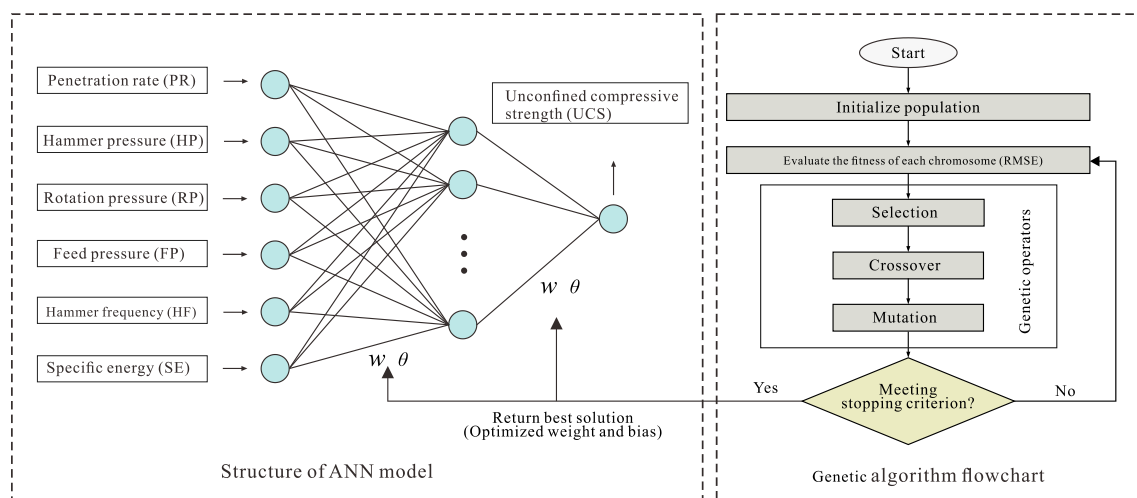 Penetration rate (PR)
Hammer pressure (HP)
Rotation pressure (RP)
Feed pressure (FP)
Hammer frequency (HF)
Specific energy (SE)
Unconfined compressive
strength (UCS)
w θ
w θ
Return best solution
(Optimized weight and bias)
Structure of ANN model
Start
Initialize population
Evaluate the fitness of each chromosome (RMSE)
Selection
Crossover
Mutation
Genetic operators
Meeting
stopping criterion?
Yes
No
Genetic algorithm flowchart